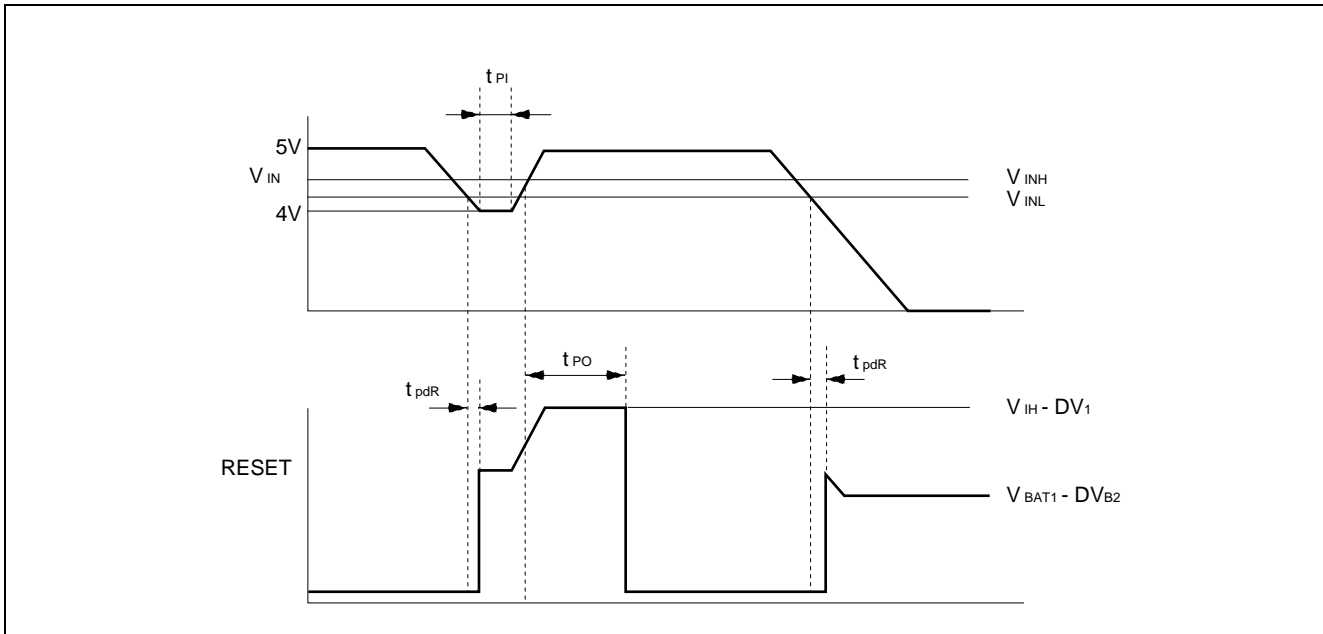 t PI
5V
V IN
V INH
V INL
4V
t PO
t pdR
t pdR
V IH - DV1
RESET
V BAT1 - DVB2